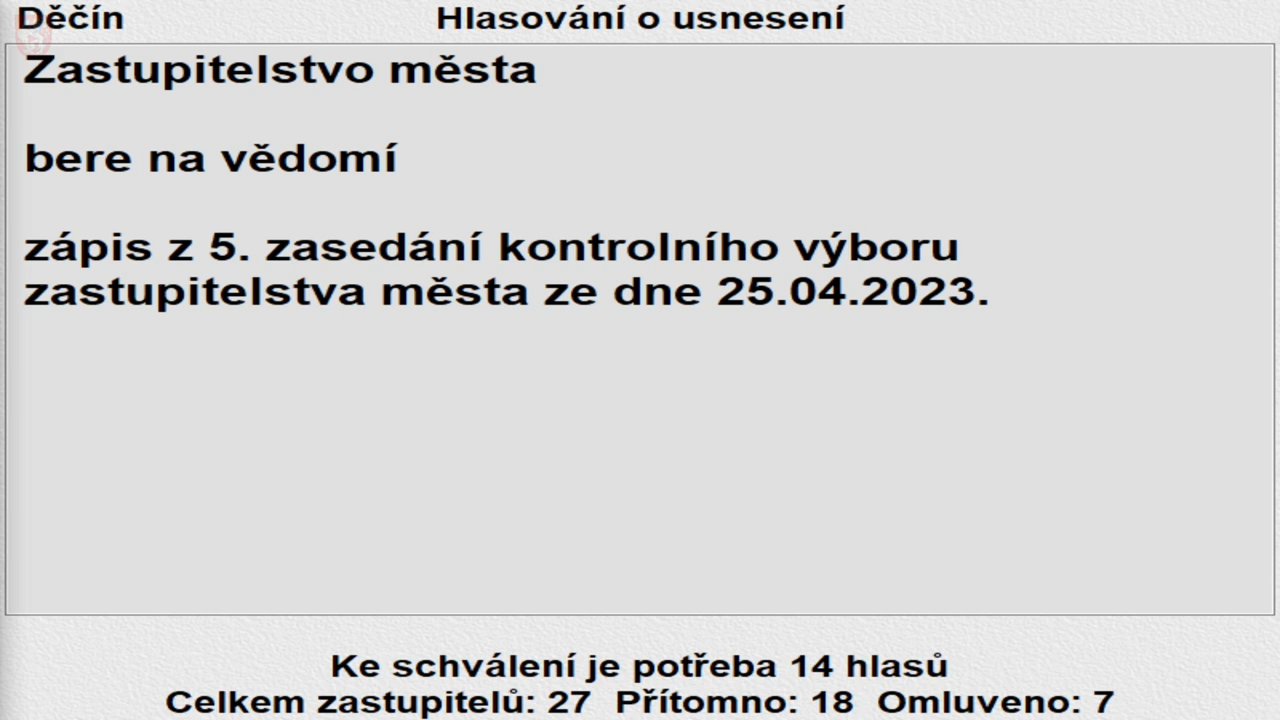 Děčín
Hlasování o usnesení
Zastupitelstvo města
bere na vědomí
zápis z 5. zasedání kontrolního výboru
zastupitelstva města ze dne 25.04.2023.
Ke schválení je potřeba 14 hlasů
Celkem zastupitelů: 27 Přítomno: 18 Omluveno: 7